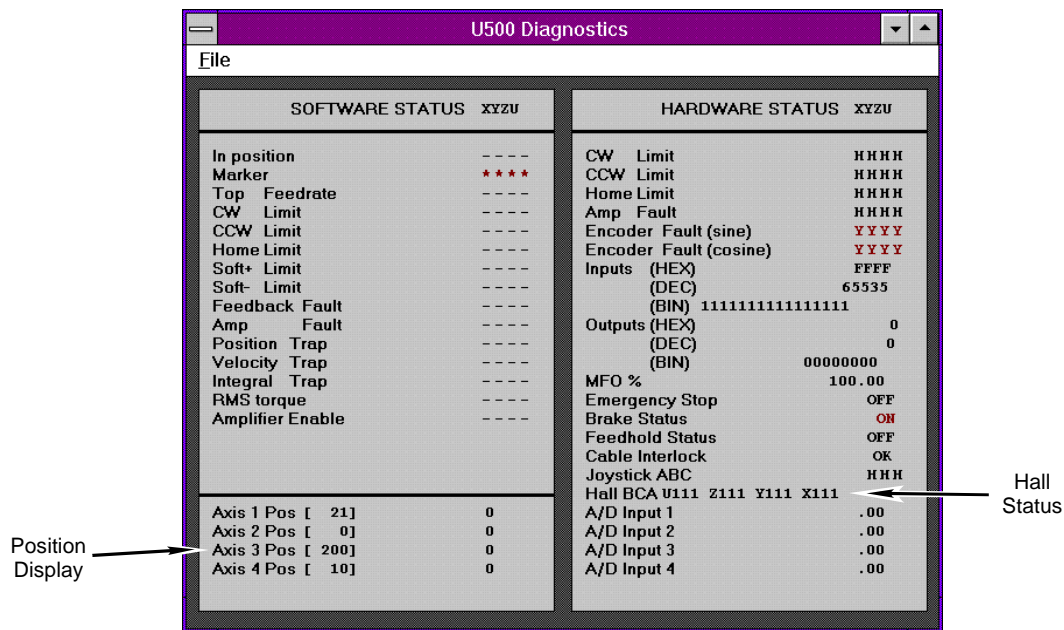 U500 Diagnostics
File
SOFTWARE STATUS XYZU
In position - - - -
Marker * * * *
Top Feedrate - - - -
CW Limit - - - -
CCW Limit - - - -
Home Limit - - - -
Soft+ Limit - - - -
Soft- Limit - - - -
Feedback Fault - - - -
Amp Fault - - - -
Position Trap - - - -
Velocity Trap - - - -
Integral Trap - - - -
RMS torque - - - -
Amplifier Enable - - - -
Axis 1 Pos [ 21] 0
Axis 2 Pos [ 0] 0
Axis 3 Pos [ 200] 0
Axis 4 Pos [ 10] 0
HARDWARE STATUS XYZU
CW Limit HHHH
CCW Limit HHHH
Home Limit HHHH
Amp Fault HHHH
Encoder Fault (sine) YYYY
Encoder Fault (cosine) YYYY
Inputs (HEX) FFFF
(DEC) 65535
(BIN) 1111111111111111
Outputs (HEX) 0
(DEC) 0
(BIN) 00000000
MFO % 100.00
Emergency Stop OFF
Brake Status ON
Feedhold Status OFF
Cable Interlock OK
Joystick ABC HHH
Hall BCA U111 Z111 Y111 X111
A/D Input 1 .00
A/D Input 2 .00
A/D Input 3 .00
A/D Input 4 .00
Position
Display
Hall
Status